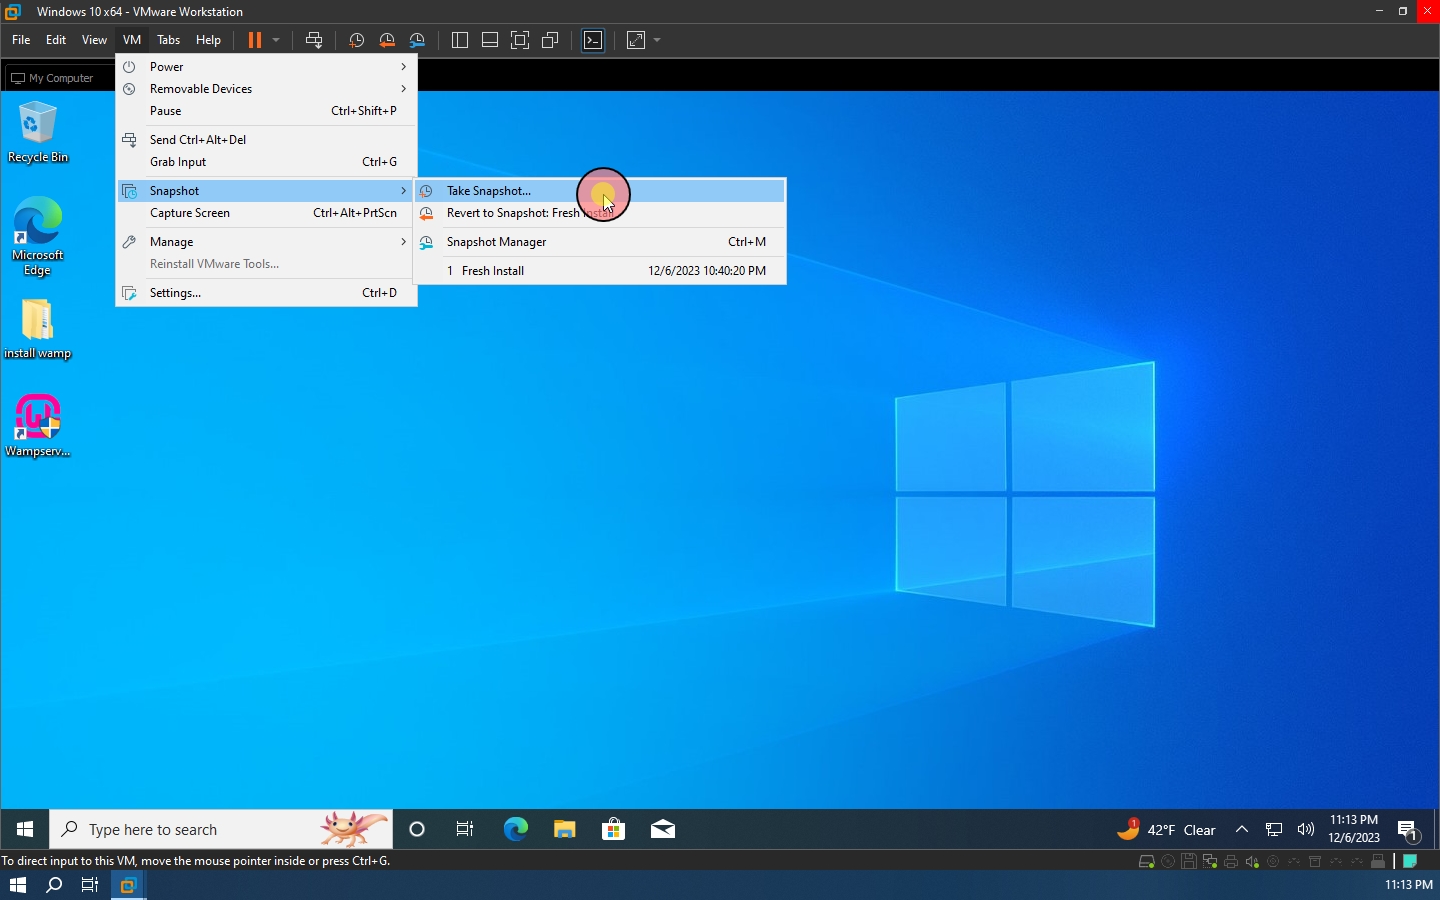 Windows 10 x64 - VMware Workstation
File Edit View VM Tabs Help
My Computer
Power
Removable Devices
Pause Ctrl+Shift+P
Send Ctrl+Alt+Del
Grab Input Ctrl+G
Snapshot
Capture Screen Ctrl+Alt+PrtScn
Manage
Reinstall VMware Tools...
Settings... Ctrl+D
Take Snapshot...
Revert to Snapshot: Fresh Install
Snapshot Manager Ctrl+M
1 Fresh Install 12/6/2023 10:40:20 PM
Recycle Bin
Microsoft
Edge
install wamp
Wampserv...
Type here to search
1
42°F Clear
11:13 PM
12/6/2023
1
To direct input to this VM, move the mouse pointer inside or press Ctrl+G.
11:13 PM